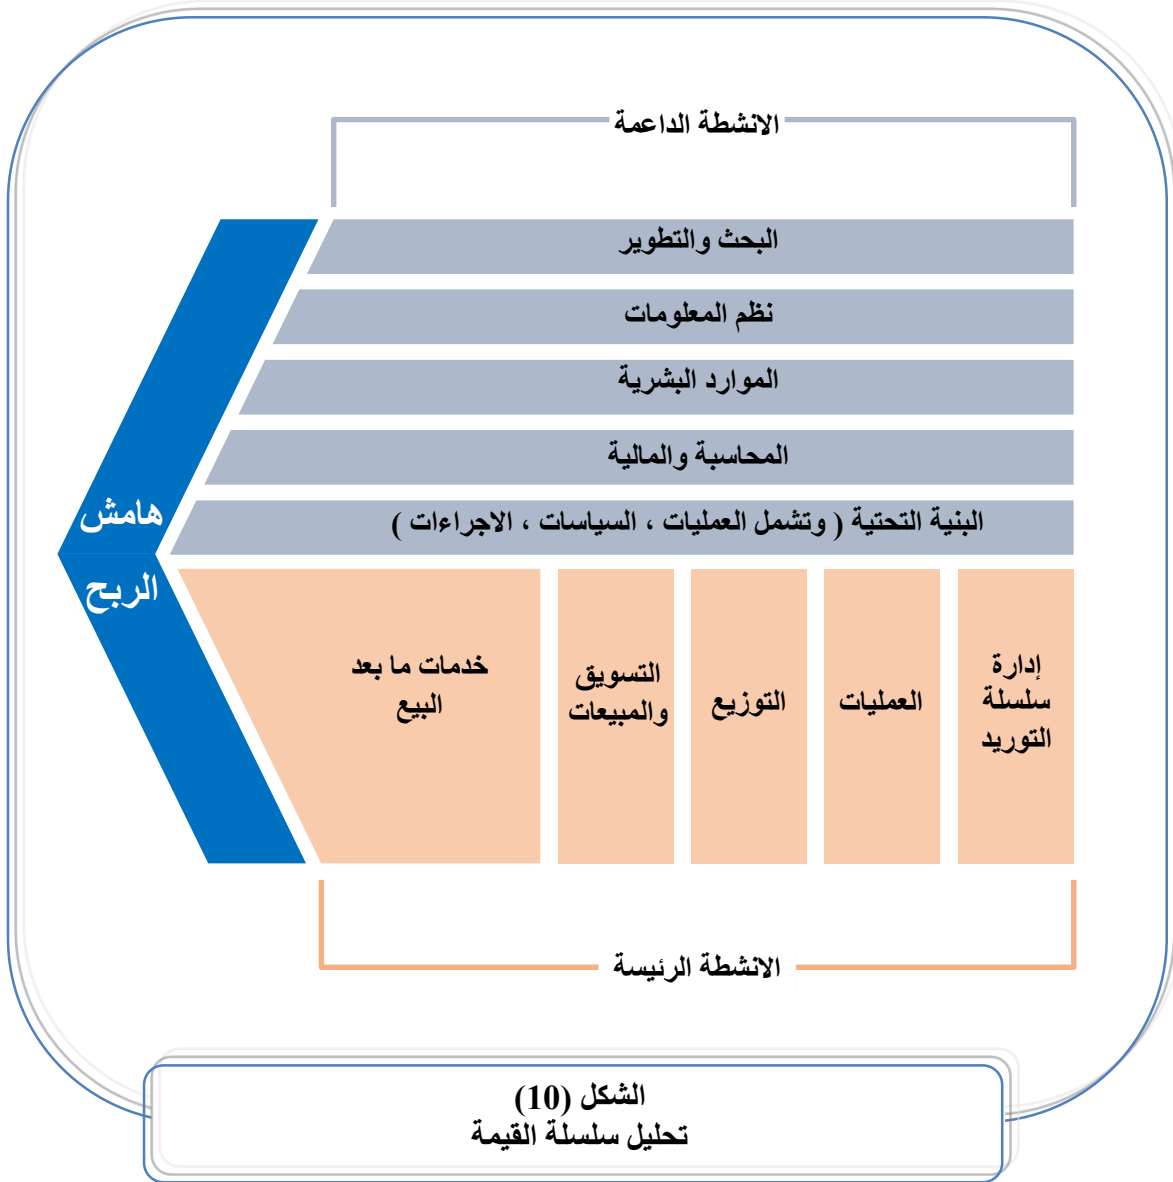 الانشطة الداعمة
البحث والتطوير
نظم المعلومات
الموارد البشرية
المحاسبة والمالية
البنية التحتية ( وتشمل العمليات ، السياسات ، الاجراءات )
هامش
الربح
إدارة
سلسلة
التوريد
العمليات
التوزيع
التسويق
والمبيعات
خدمات ما بعد
البيع
الانشطة الرئيسة
الشكل (10)
تحليل سلسلة القيمة